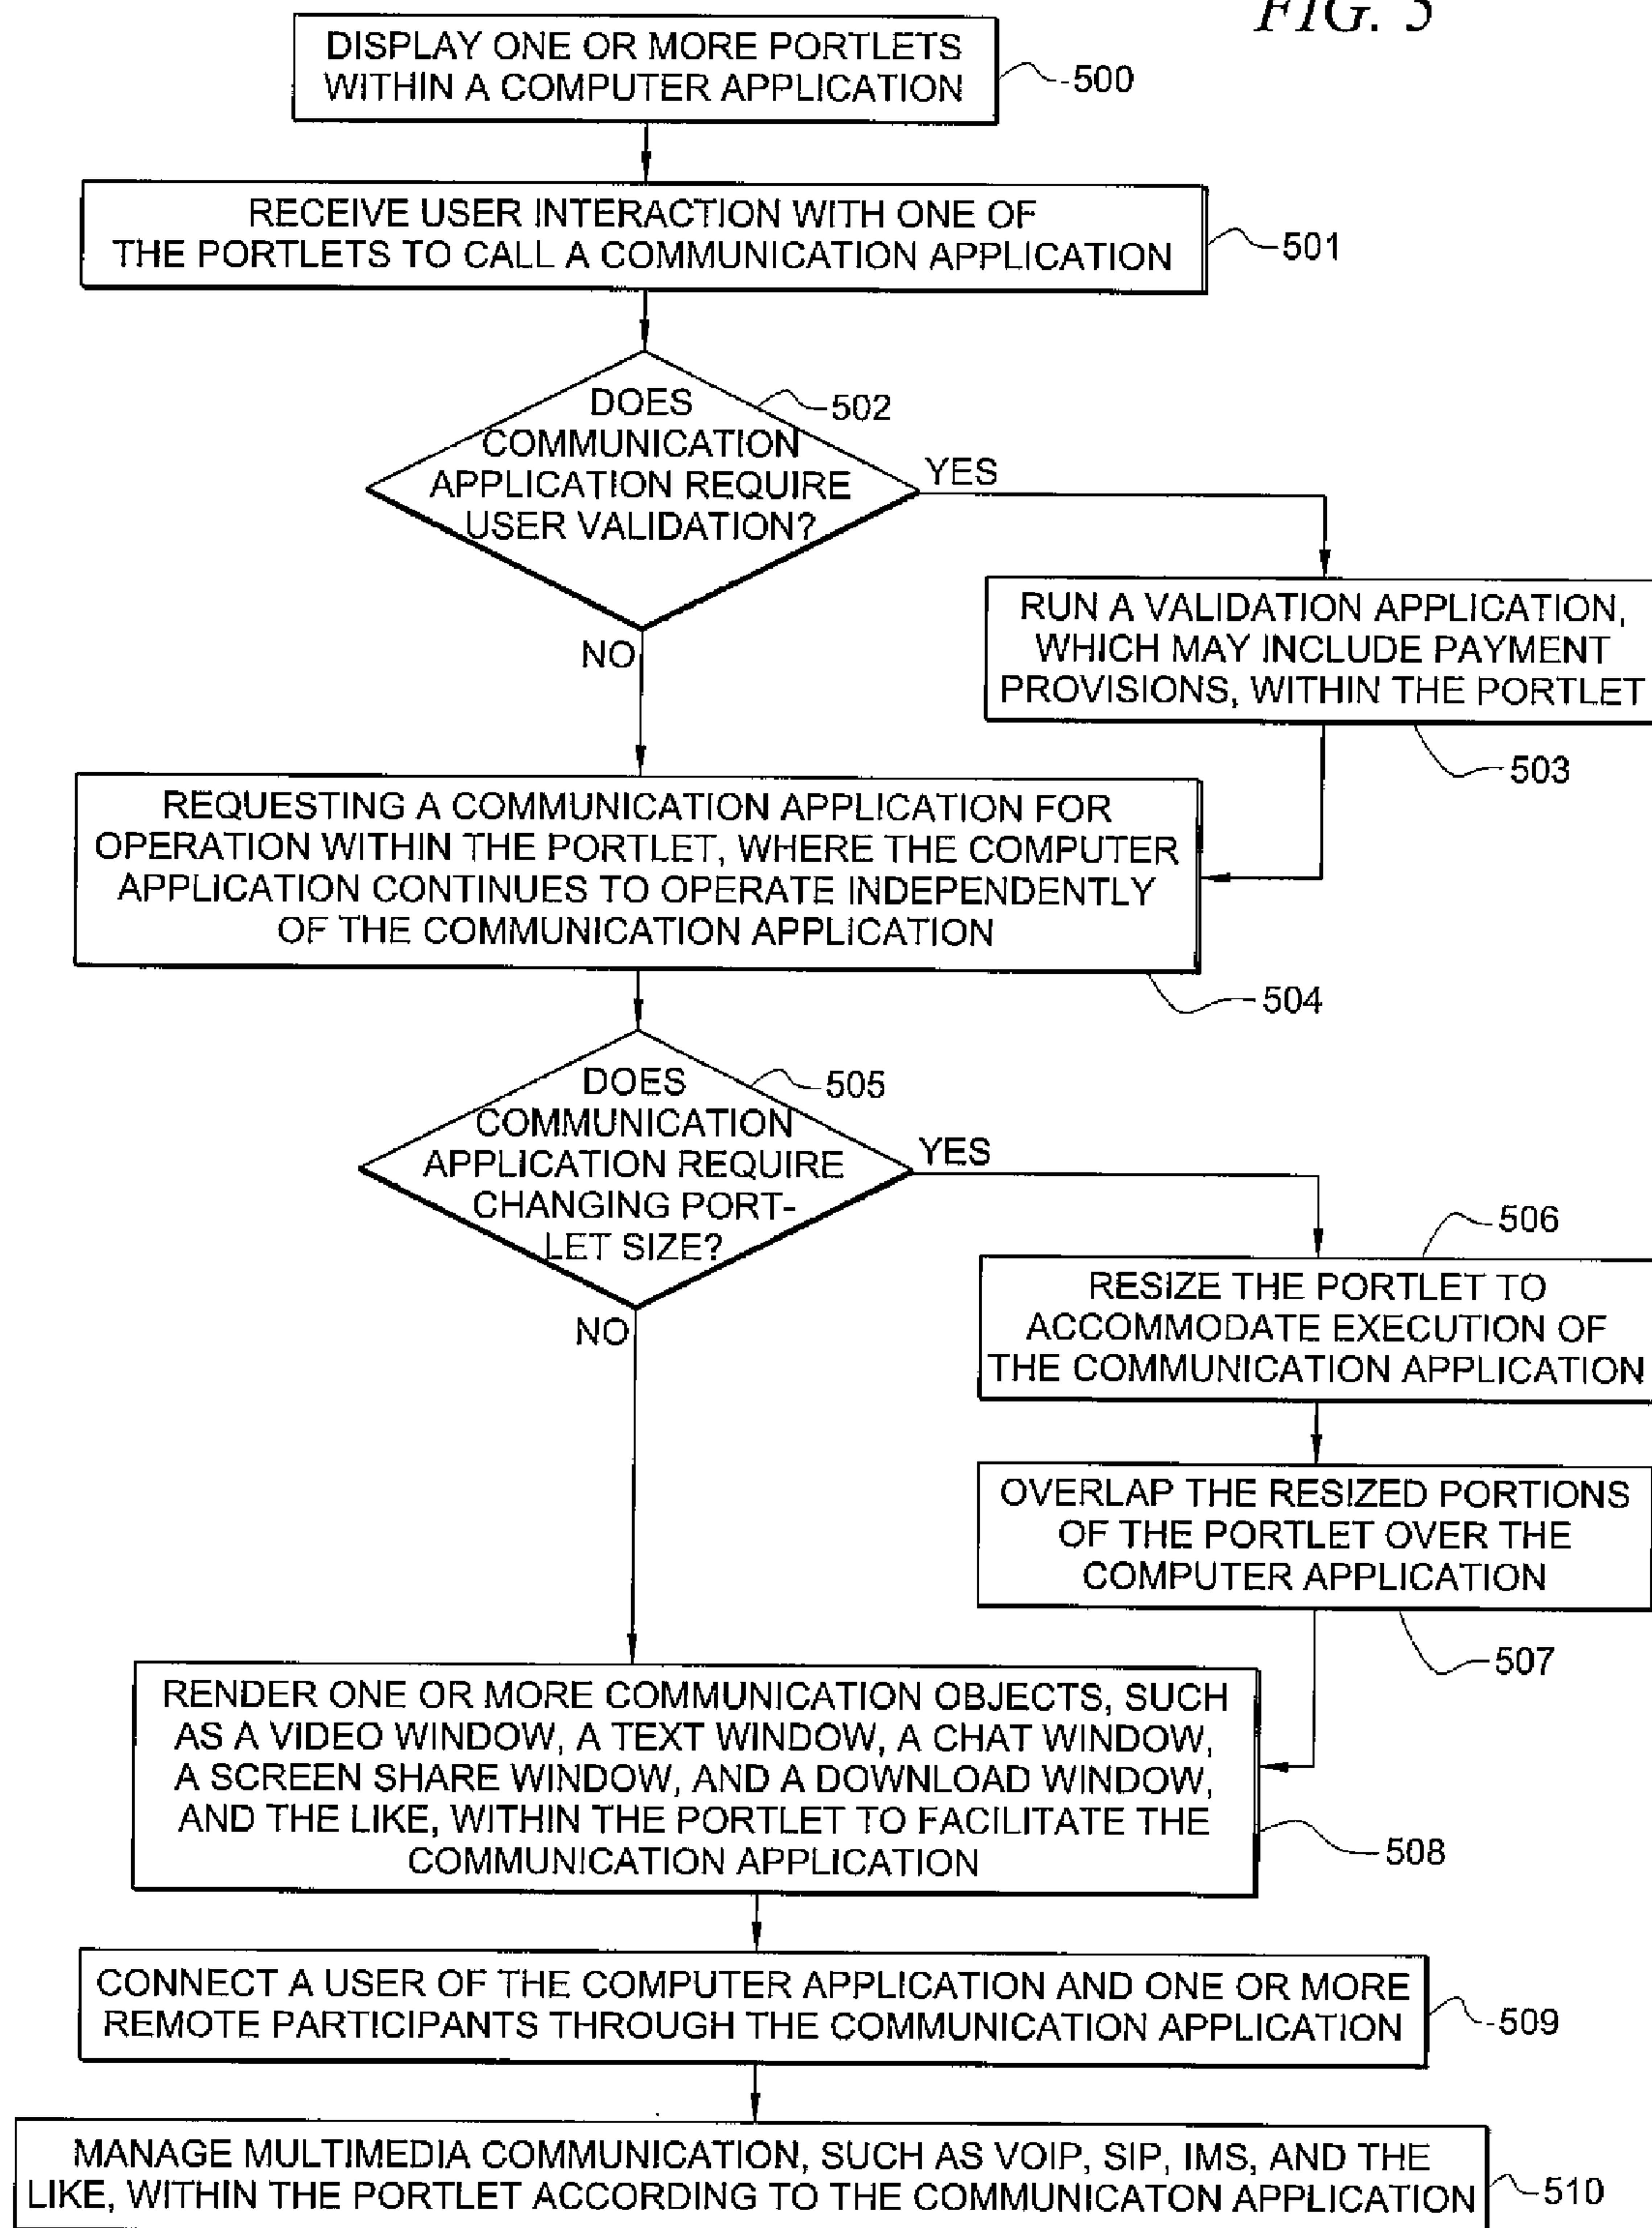 FIG. 5
DISPLAY ONE OR MORE PORTLETS
WITHIN A COMPUTER APPLICATION
500
RECEIVE USER INTERACTION WITH ONE OF
THE PORTLETS TO CALL A COMMUNICATION APPLICATION
501
DOES
COMMUNICATION
APPLICATION REQUIRE
USER VALIDATION?
502
YES
NO
RUN A VALIDATION APPLICATION,
WHICH MAY INCLUDE PAYMENT
PROVISIONS, WITHIN THE PORTLET
503
REQUESTING A COMMUNICATION APPLICATION FOR
OPERATION WITHIN THE PORTLET, WHERE THE COMPUTER
APPLICATION CONTINUES TO OPERATE INDEPENDENTLY
OF THE COMMUNICATION APPLICATION
504
DOES
COMMUNICATION
APPLICATION REQUIRE
CHANGING PORT-
LET SIZE?
505
YES
NO
506
RESIZE THE PORTLET TO
ACCOMMODATE EXECUTION OF
THE COMMUNICATION APPLICATION
OVERLAP THE RESIZED PORTIONS
OF THE PORTLET OVER THE
COMPUTER APPLICATION
507
RENDER ONE OR MORE COMMUNICATION OBJECTS, SUCH
AS A VIDEO WINDOW, A TEXT WINDOW, A CHAT WINDOW,
A SCREEN SHARE WINDOW, AND A DOWNLOAD WINDOW,
AND THE LIKE, WITHIN THE PORTLET TO FACILITATE THE
COMMUNICATION APPLICATION
508
CONNECT A USER OF THE COMPUTER APPLICATION AND ONE OR MORE
REMOTE PARTICIPANTS THROUGH THE COMMUNICATION APPLICATION
509
MANAGE MULTIMEDIA COMMUNICATION, SUCH AS VOIP, SIP, IMS, AND THE
LIKE, WITHIN THE PORTLET ACCORDING TO THE COMMUNICATON APPLICATION
510